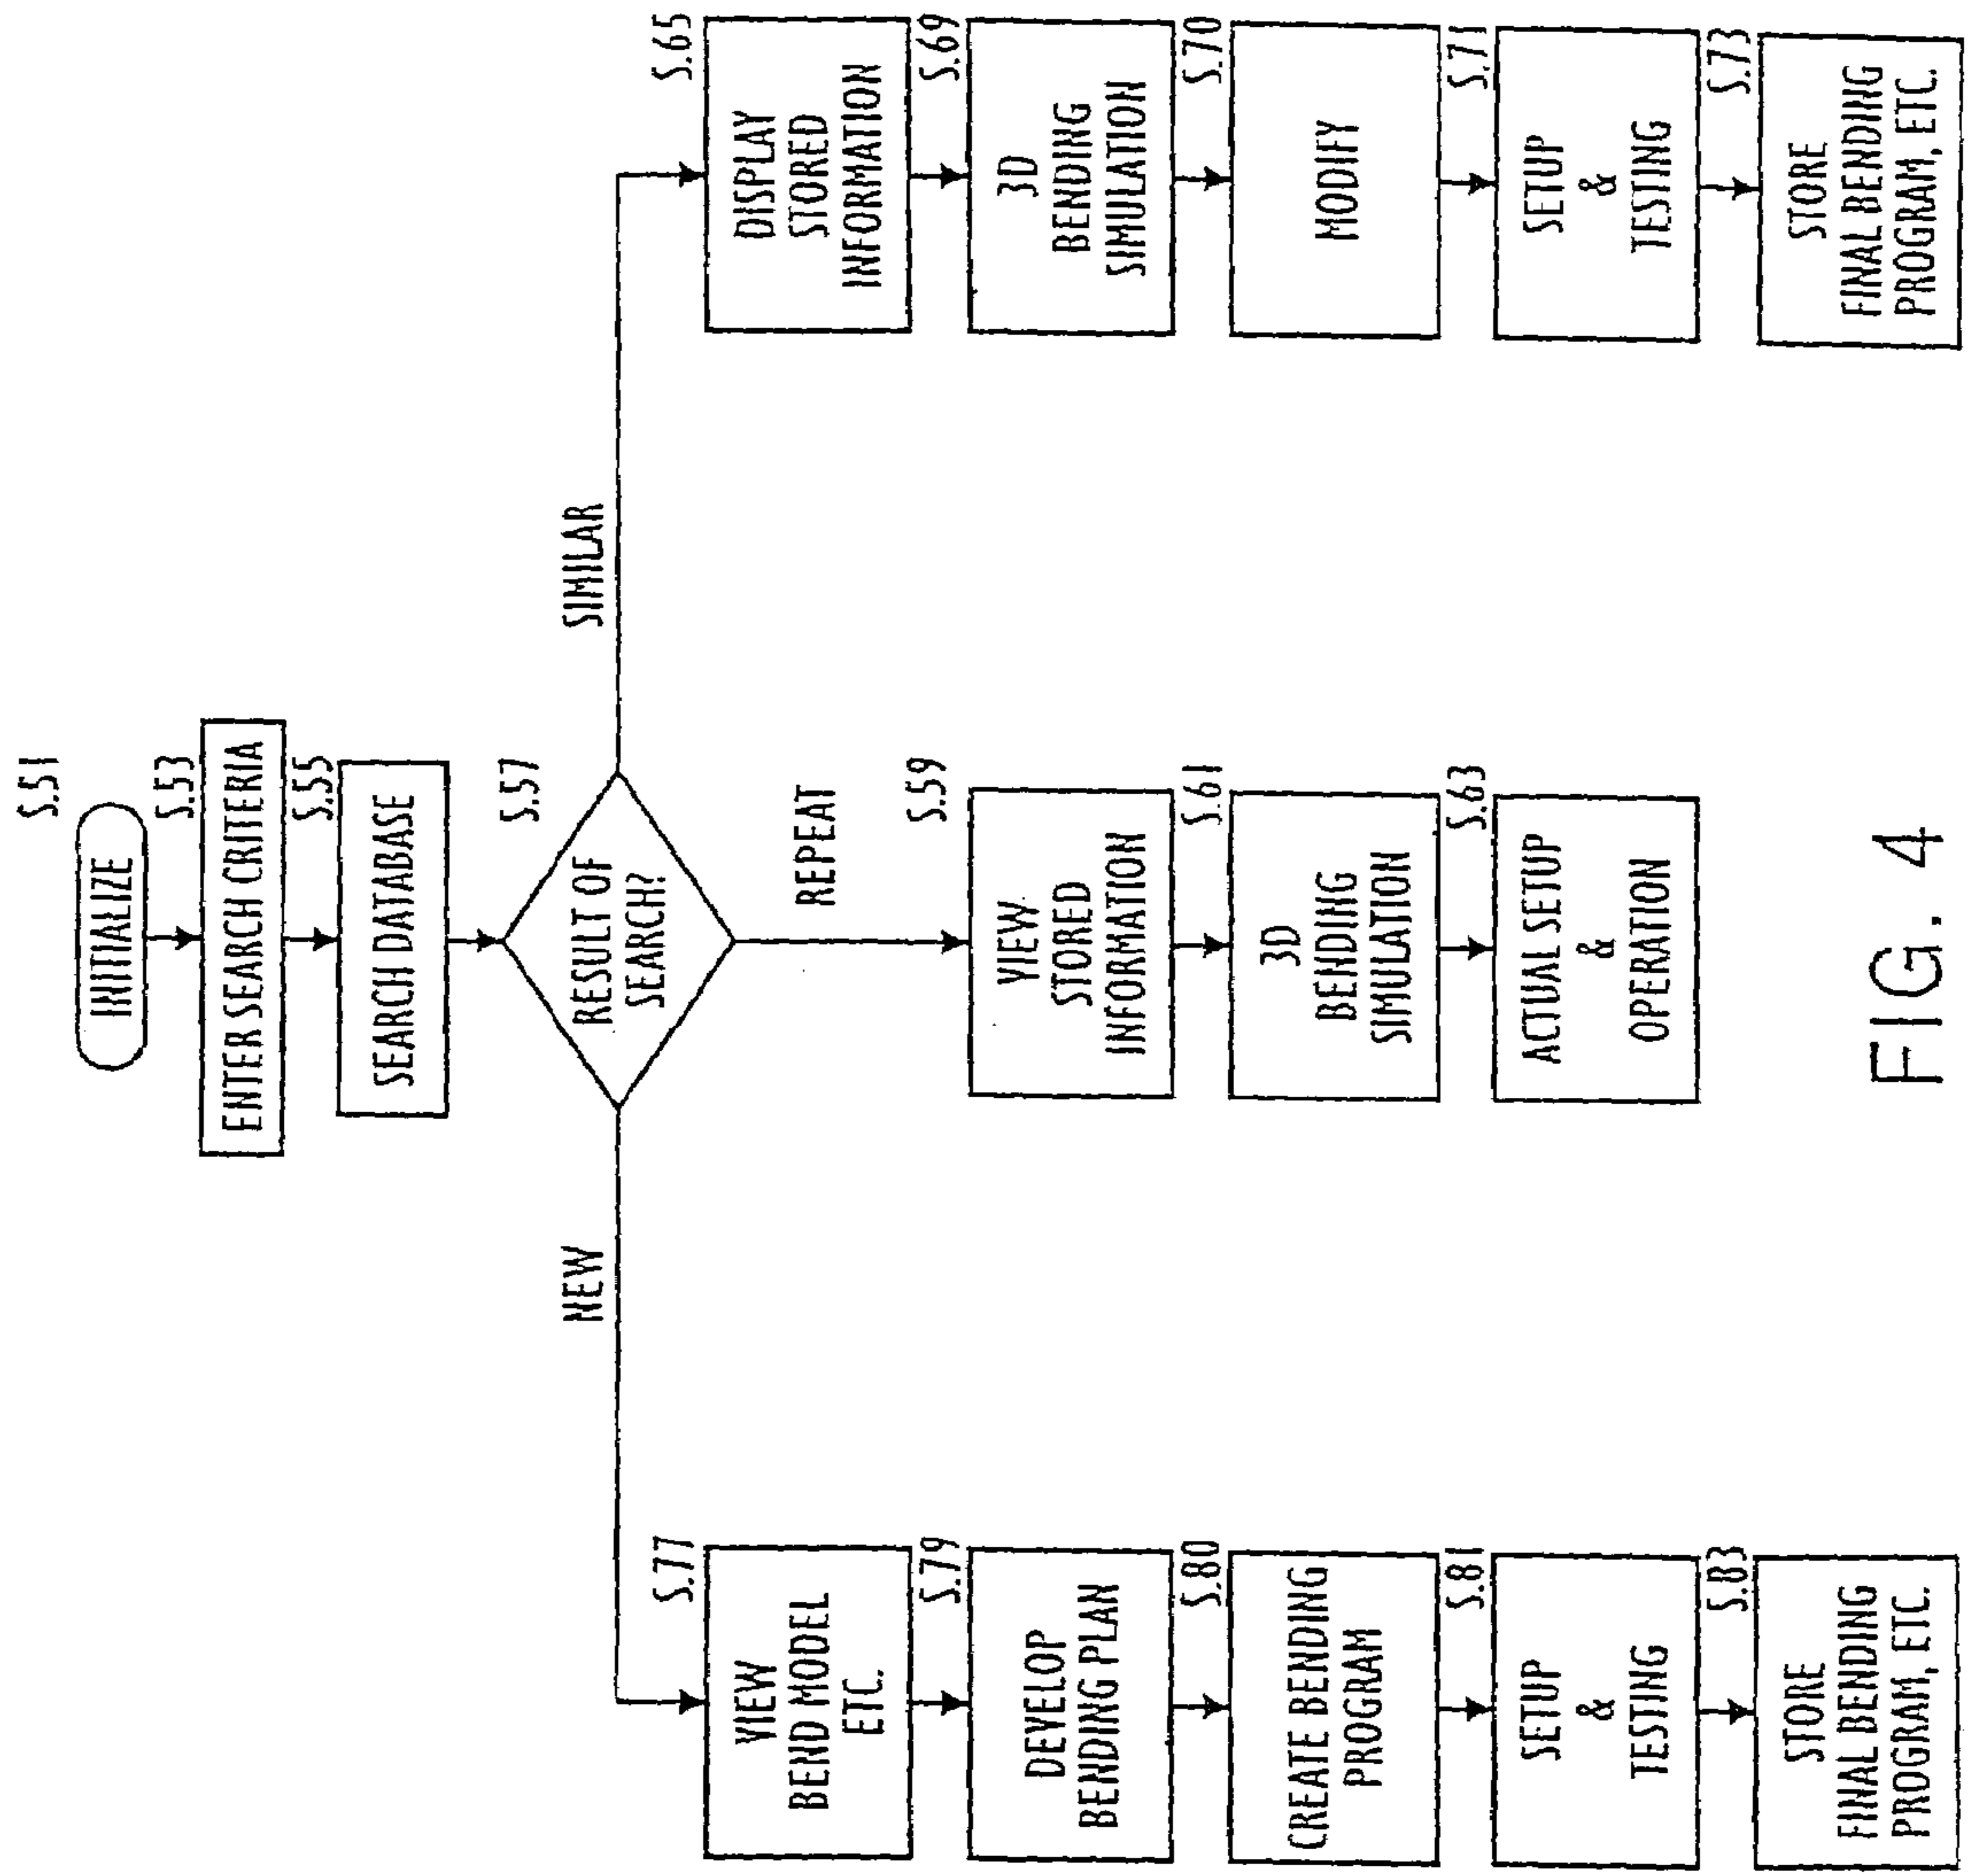 S.51
INITIALIZE
S.53
ENTER SEARCH CRITERIA
S.55
SEARCH DATABASE
S.57
RESULT OF
SEARCH?
NEW
REPEAT
SIMILAR
S.77
VIEW
BEND MODEL
ETC.
S.79
DEVELOP
BENDING PLAN
S.80
CREATE BENDING
PROGRAM
S.81
SETUP
&
TESTING
S.83
STORE
FINAL BENDING
PROGRAM, ETC.
S.59
VIEW
STORED
INFORMATION
S.61
3D
BENDING
SIMULATION
S.63
ACTUAL SETUP
&
OPERATION
S.65
DISPLAY
STORED
INFORMATION
S.69
3D
BENDING
SIMULATION
S.70
MODIFY
S.71
SETUP
&
TESTING
S.73
STORE
FINAL BENDING
PROGRAM, ETC.
FIG. 4